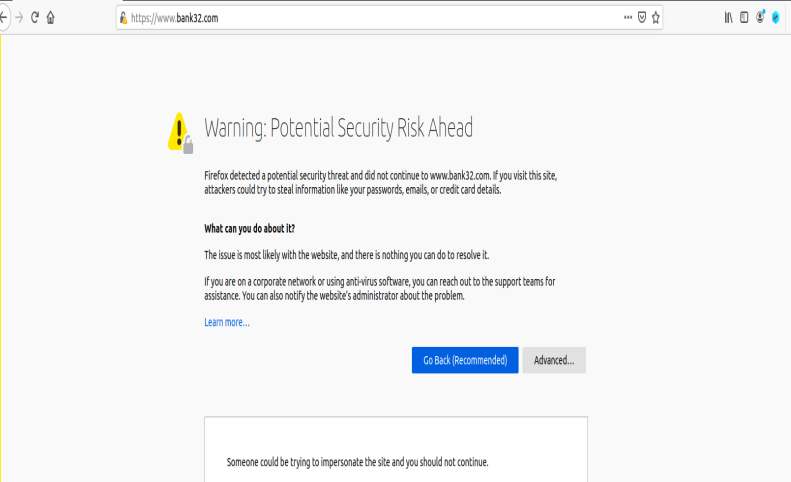 https://www.bank32.com
Warning: Potential Security Risk Ahead
Firefox detected a potential security threat and did not continue to www.bank32.com. If you visit this site,
attackers could try to steal information like your passwords, emails, or credit card details.
What can you do about it?
The issue is most likely with the website, and there is nothing you can do to resolve it.
If you are on a corporate network or using anti-virus software, you can reach out to the support teams for
assistance. You can also notify the website's administrator about the problem.
Learn more...
Go Back (Recommended) Advanced...
Someone could be trying to impersonate the site and you should not continue.